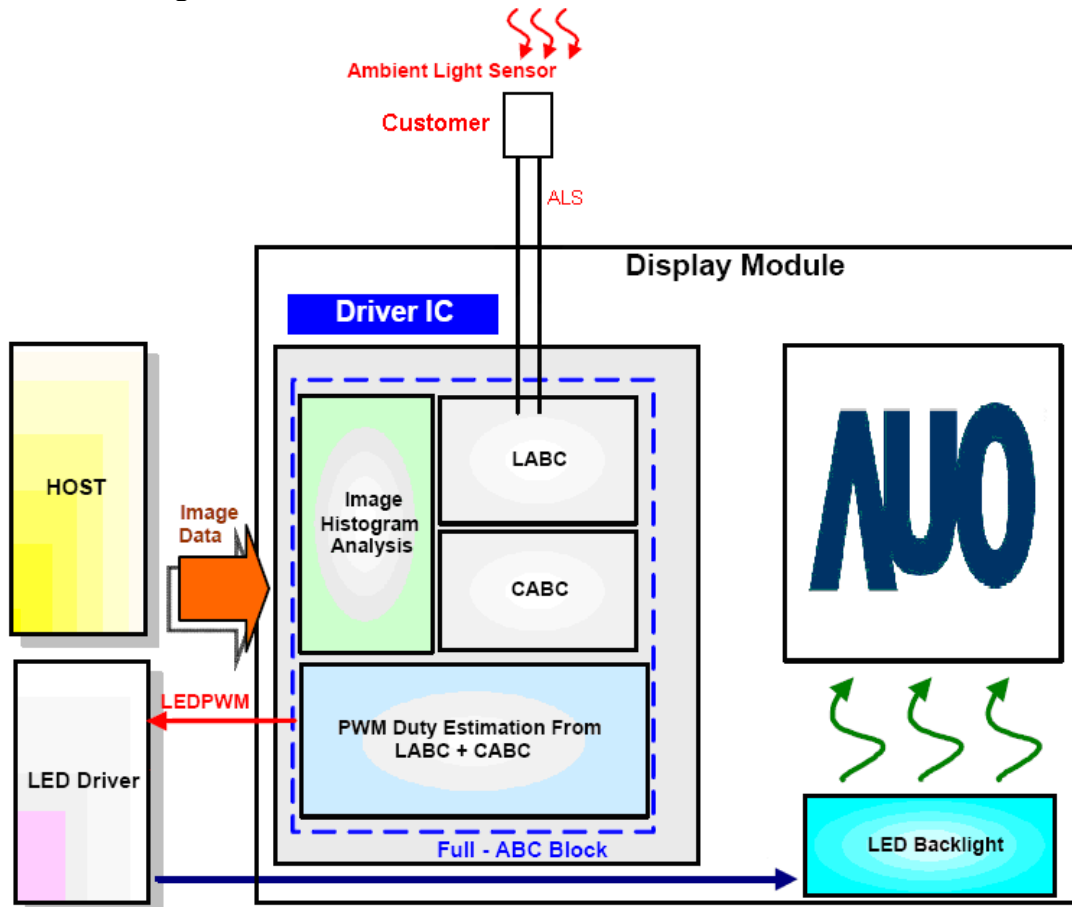 Ambient Light Sensor
Customer
ALS
Display Module
Driver IC
HOST
Image
Data
Image
Histogram
Analysis
LABC
CABC
AUO
LEDPWM
PWM Duty Estimation From
LABC + CABC
LED Driver
Full - ABC Block
LED Backlight